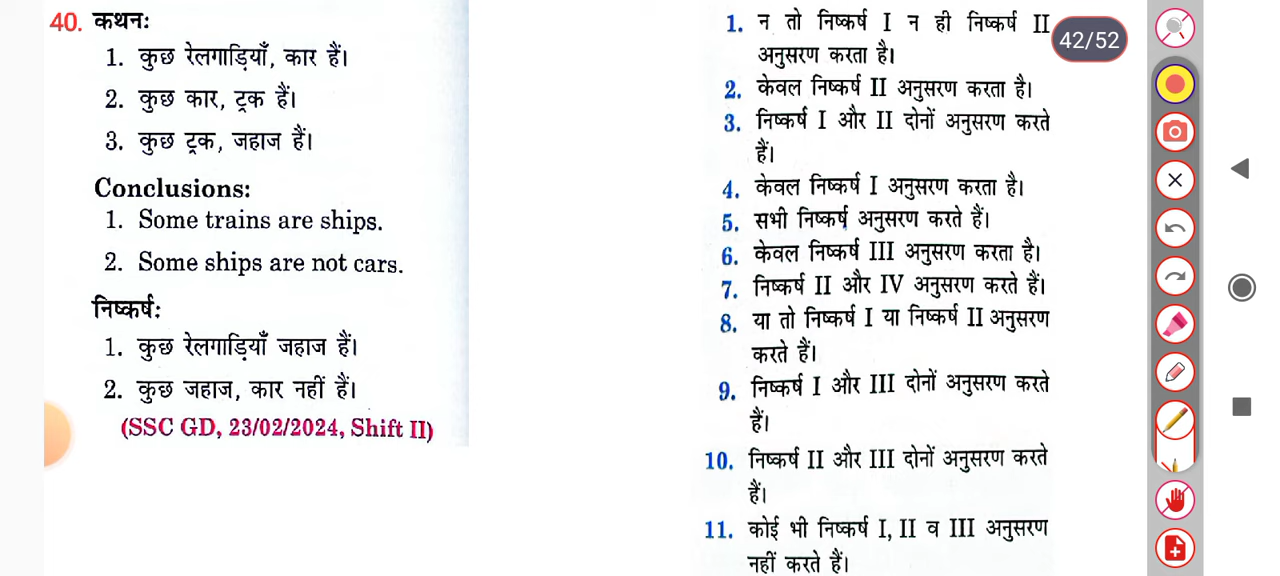 40. कथनः
1. कुछ रेलगाड़ियाँ, कार हैं।
2. कुछ कार, ट्रक हैं।
3. कुछ ट्रक, जहाज हैं।
Conclusions:
1. Some trains are ships.
2. Some ships are not cars.
निष्कर्षः
1. कुछ रेलगाड़ियाँ जहाज हैं।
2. कुछ जहाज, कार नहीं हैं।
(SSC GD, 23/02/2024, Shift II)
1. न तो निष्कर्ष I न ही निष्कर्ष II
अनुसरण करता है।
2. केवल निष्कर्ष II अनुसरण करता है।
3. निष्कर्ष I और II दोनों अनुसरण करते
हैं।
4. केवल निष्कर्ष I अनुसरण करता है।
5. सभी निष्कर्ष अनुसरण करते हैं।
6. केवल निष्कर्ष III अनुसरण करता है।
7. निष्कर्ष II और IV अनुसरण करते हैं।
8. या तो निष्कर्ष I या निष्कर्ष II अनुसरण
करते हैं।
9. निष्कर्ष I और III दोनों अनुसरण करते
हैं।
10. निष्कर्ष II और III दोनों अनुसरण करते
हैं।
11. कोई भी निष्कर्ष I, II व III अनुसरण
नहीं करते हैं।
42/52